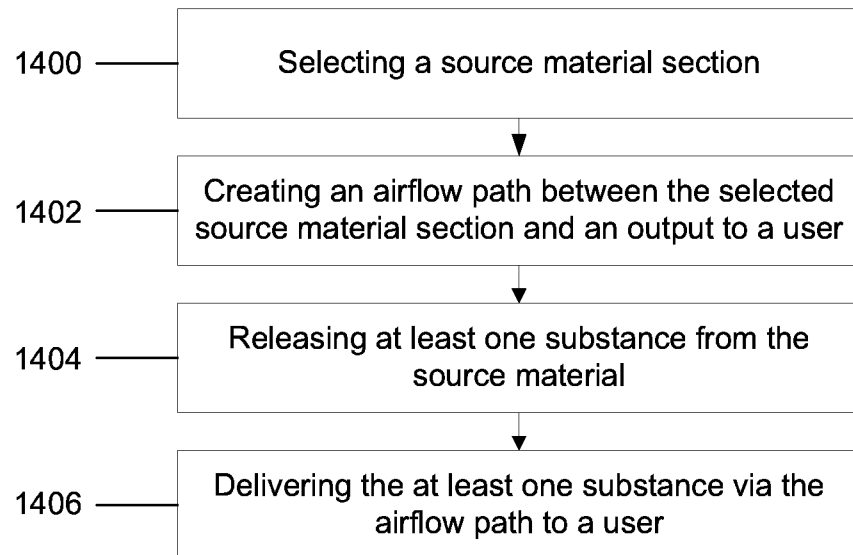 1400
Selecting a source material section
1402
Creating an airflow path between the selected
source material section and an output to a user
1404
Releasing at least one substance from the
source material
1406
Delivering the at least one substance via the
airflow path to a user